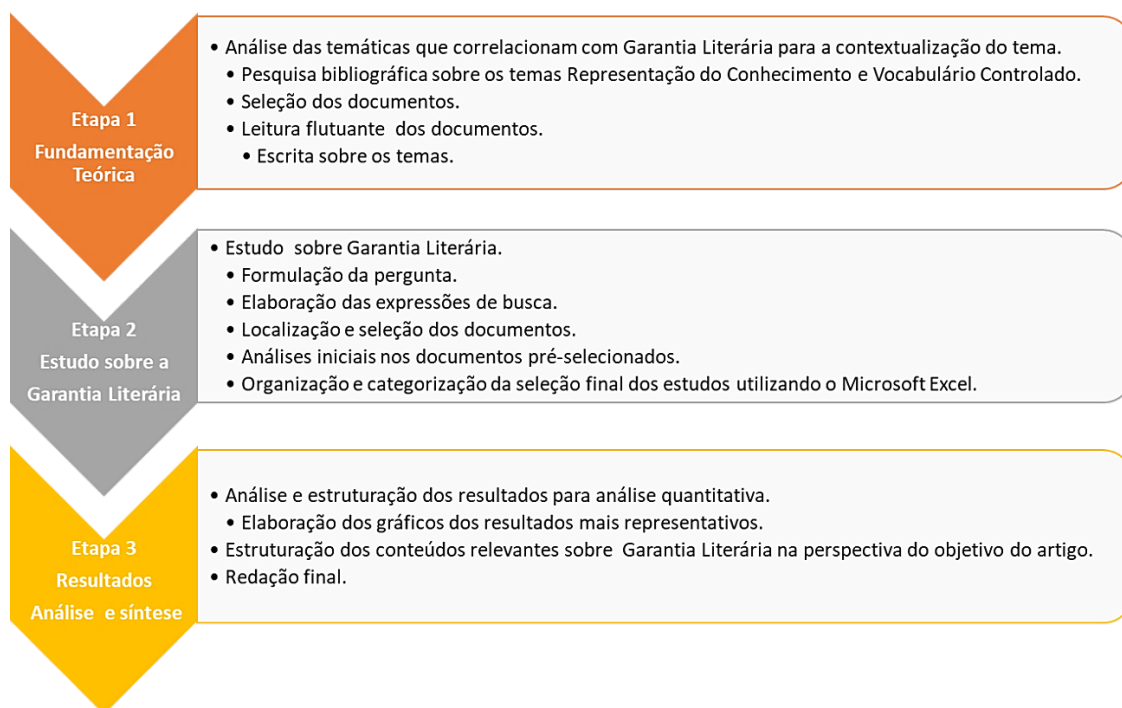 Etapa 1
Fundamentação
Teórica
• Análise das temáticas que correlacionam com Garantia Literária para a contextualização do tema.
• Pesquisa bibliográfica sobre os temas Representação do Conhecimento e Vocabulário Controlado.
• Seleção dos documentos.
• Leitura flutuante dos documentos.
• Escrita sobre os temas.
Etapa 2
Estudo sobre a
Garantia Literária
• Estudo sobre Garantia Literária.
• Formulação da pergunta.
• Elaboração das expressões de busca.
• Localização e seleção dos documentos.
• Análises iniciais nos documentos pré-selecionados.
• Organização e categorização da seleção final dos estudos utilizando o Microsoft Excel.
Etapa 3
Resultados
Análise e síntese
• Análise e estruturação dos resultados para análise quantitativa.
• Elaboração dos gráficos dos resultados mais representativos.
• Estruturação dos conteúdos relevantes sobre Garantia Literária na perspectiva do objetivo do artigo.
• Redação final.